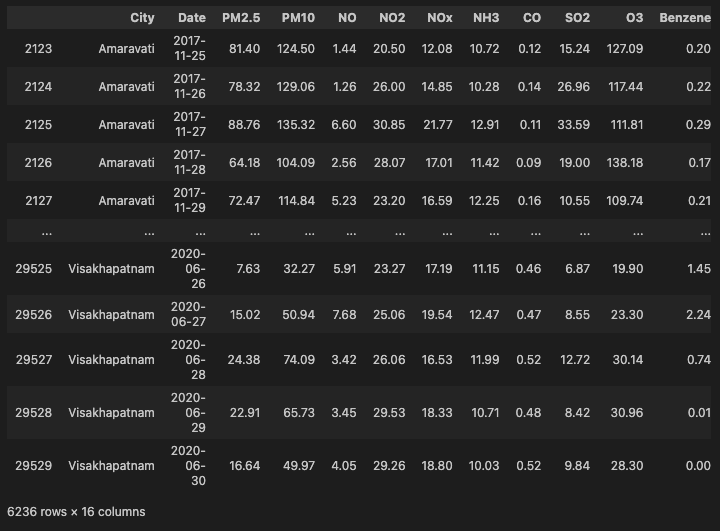 City Date PM2.5 PM10 NO NO2 NOx NH3 CO SO2 O3 Benzene
2123 Amaravati 2017-11-25 81.40 124.50 1.44 20.50 12.08 10.72 0.12 15.24 127.09 0.20
2124 Amaravati 2017-11-26 78.32 129.06 1.26 26.00 14.85 10.28 0.14 26.96 117.44 0.22
2125 Amaravati 2017-11-27 88.76 135.32 6.60 30.85 21.77 12.91 0.11 33.59 111.81 0.29
2126 Amaravati 2017-11-28 64.18 104.09 2.56 28.07 17.01 11.42 0.09 19.00 138.18 0.17
2127 Amaravati 2017-11-29 72.47 114.84 5.23 23.20 16.59 12.25 0.16 10.55 109.74 0.21
... ... ... ... ... ... ... ... ... ... ... ... ...
29525 Visakhapatnam 2020-06-26 7.63 32.27 5.91 23.27 17.19 11.15 0.46 6.87 19.90 1.45
29526 Visakhapatnam 2020-06-27 15.02 50.94 7.68 25.06 19.54 12.47 0.47 8.55 23.30 2.24
29527 Visakhapatnam 2020-06-28 24.38 74.09 3.42 26.06 16.53 11.99 0.52 12.72 30.14 0.74
29528 Visakhapatnam 2020-06-29 22.91 65.73 3.45 29.53 18.33 10.71 0.48 8.42 30.96 0.01
29529 Visakhapatnam 2020-06-30 16.64 49.97 4.05 29.26 18.80 10.03 0.52 9.84 28.30 0.00
6236 rows × 16 columns